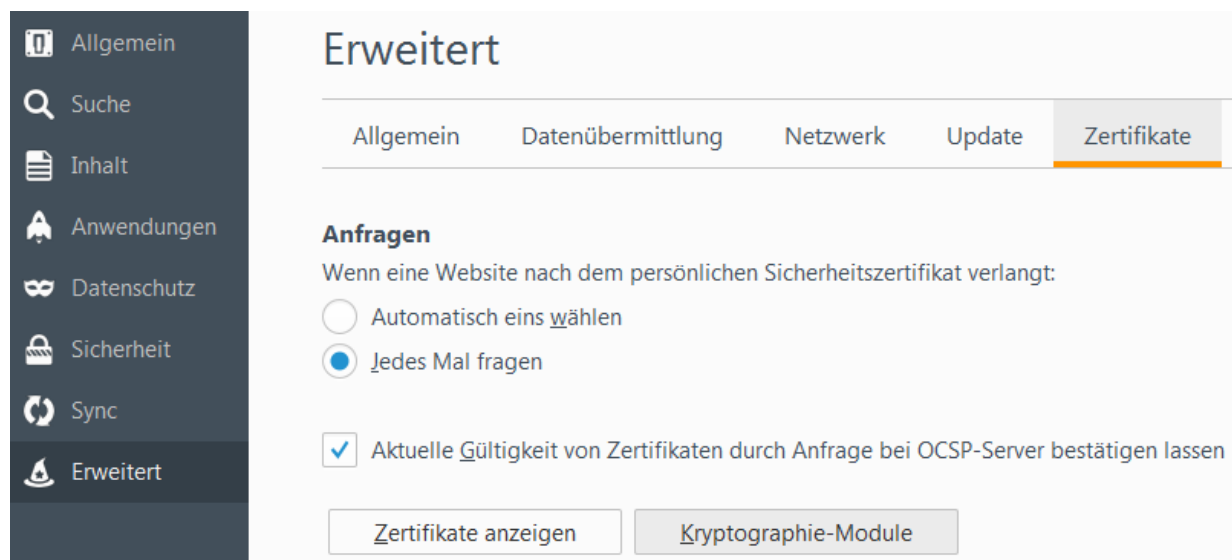 Allgemein
Suche
Inhalt
Anwendungen
Datenschutz
Sicherheit
Sync
Erweitert
Erweitert
Allgemein Datenübermittlung Netzwerk Update Zertifikate
Anfragen
Wenn eine Website nach dem persönlichen Sicherheitszertifikat verlangt:
Automatisch eins wählen
Jedes Mal fragen
Aktuelle Gültigkeit von Zertifikaten durch Anfrage bei OCSP-Server bestätigen lassen
Zertifikate anzeigen Kryptographie-Module